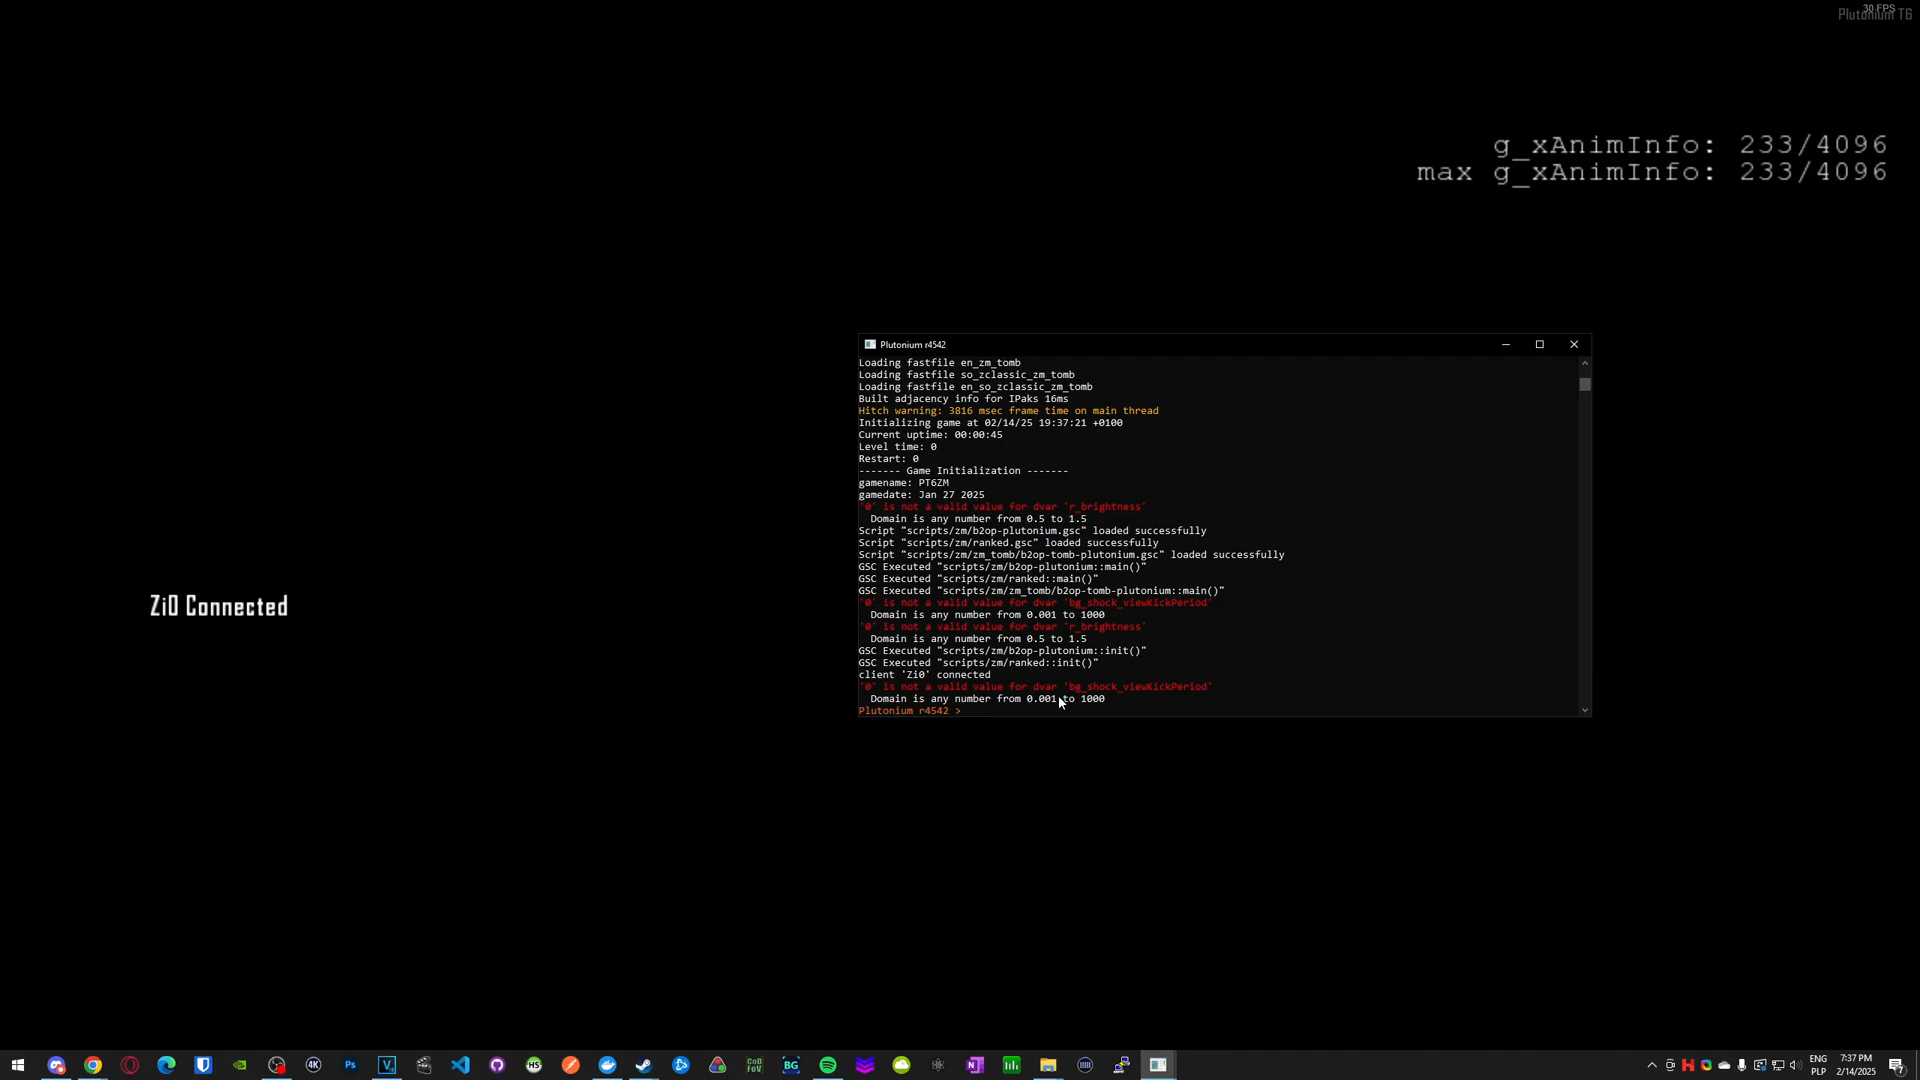 30 FPS
Plutonium T6
g_xAnimInfo: 233/4096
max g_xAnimInfo: 233/4096
Plutonium r4542
Loading fastfile en_zm_tomb
Loading fastfile so_zclassic_zm_tomb
Loading fastfile en_so_zclassic_zm_tomb
Built adjacency info for IPaks 16ms
Hitch warning: 3816 msec frame time on main thread
Initializing game at 02/14/25 19:37:21 +0100
Current uptime: 00:00:45
Level time: 0
Restart: 0
------- Game Initialization -------
gamename: PT6ZM
gamedate: Jan 27 2025
'0' is not a valid value for dvar 'r_brightness'
Domain is any number from 0.5 to 1.5
Script "scripts/zm/b2op-plutonium.gsc" loaded successfully
Script "scripts/zm/ranked.gsc" loaded successfully
Script "scripts/zm/zm_tomb/b2op-tomb-plutonium.gsc" loaded successfully
GSC Executed "scripts/zm/b2op-plutonium::main()"
GSC Executed "scripts/zm/ranked::main()"
GSC Executed "scripts/zm/zm_tomb/b2op-tomb-plutonium::main()"
'0' is not a valid value for dvar 'bg_shock_viewKickPeriod'
Domain is any number from 0.001 to 1000
'0' is not a valid value for dvar 'r_brightness'
Domain is any number from 0.5 to 1.5
GSC Executed "scripts/zm/b2op-plutonium::init()"
GSC Executed "scripts/zm/ranked::init()"
client 'Zi0' connected
'0' is not a valid value for dvar 'bg_shock_viewKickPeriod'
Domain is any number from 0.001 to 1000
Plutonium r4542 >
Zi0 Connected
4K
Ps
V
HS
CoD
FoV
BG
N
H
ENG
PLP
7:37 PM
2/14/2025
7